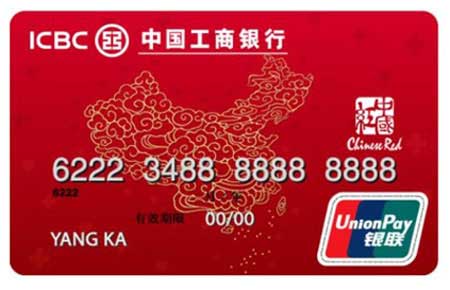 ICBC 中国工商银行
中國紅
Chinese Red
6222 3488 8888 8888
6222
有效期限 00/00
YANG KA
UnionPay
银联